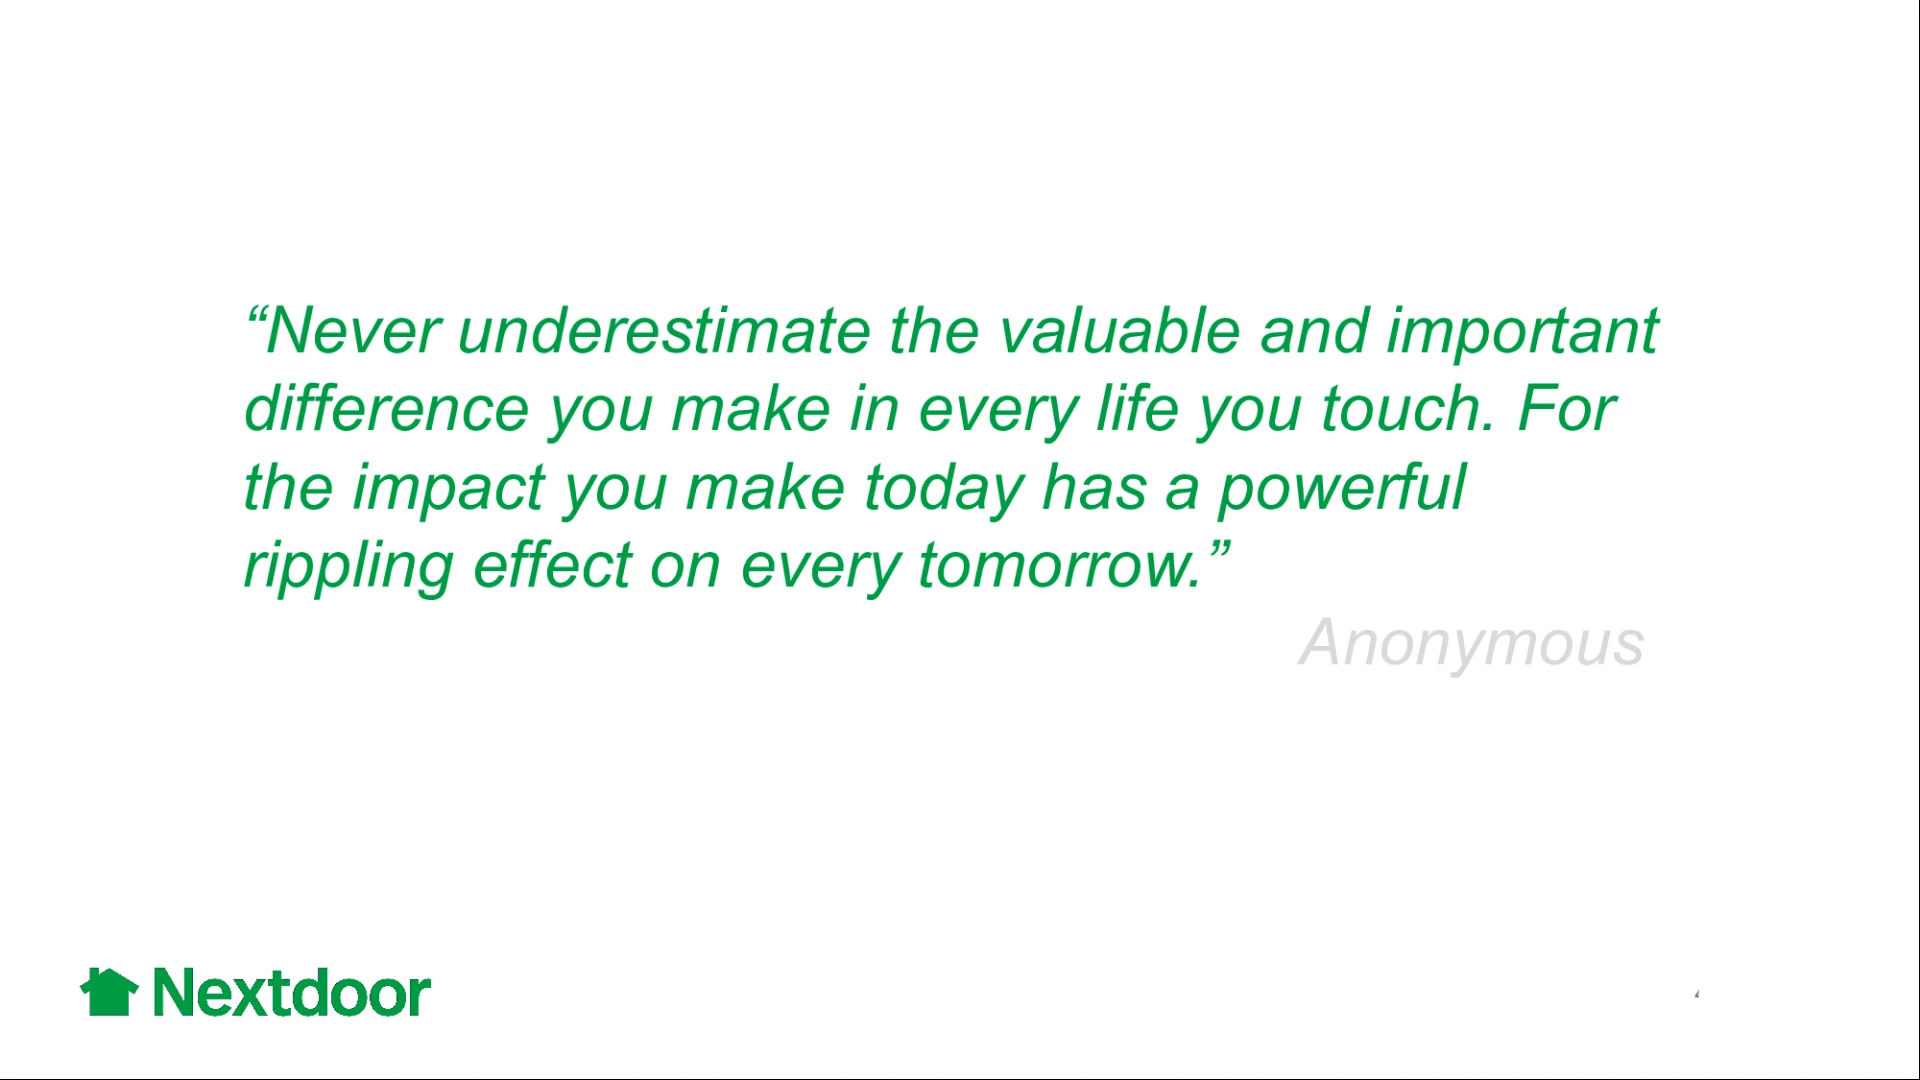 “Never underestimate the valuable and important
difference you make in every life you touch. For
the impact you make today has a powerful
rippling effect on every tomorrow.”
Anonymous
Nextdoor